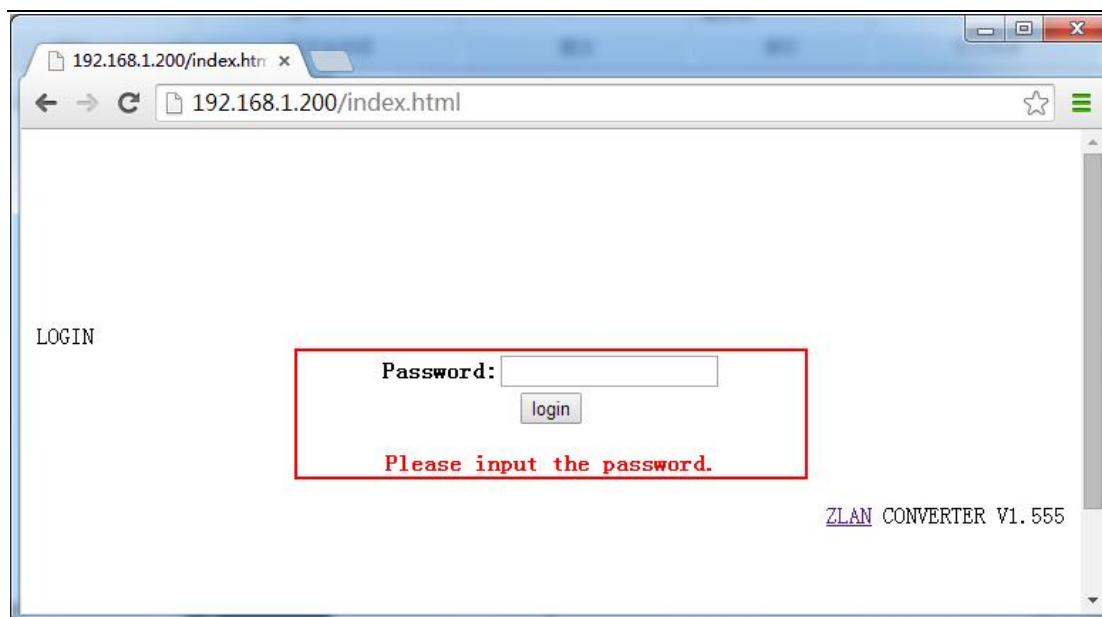 192.168.1.200/index.htm
192.168.1.200/index.html
LOGIN
Password:
login
Please input the password.
ZLAN CONVERTER V1.555